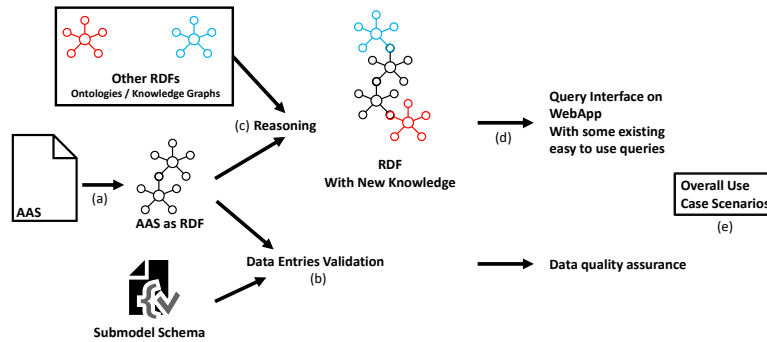 Other RDFs
Ontologies / Knowledge Graphs
(c) Reasoning
AAS
(a)
AAS as RDF
RDF
With New Knowledge
(d)
Query Interface on
WebApp
With some existing
easy to use queries
Overall Use
Case Scenarios
(e)
Submodel Schema
Data Entries Validation
(b)
Data quality assurance